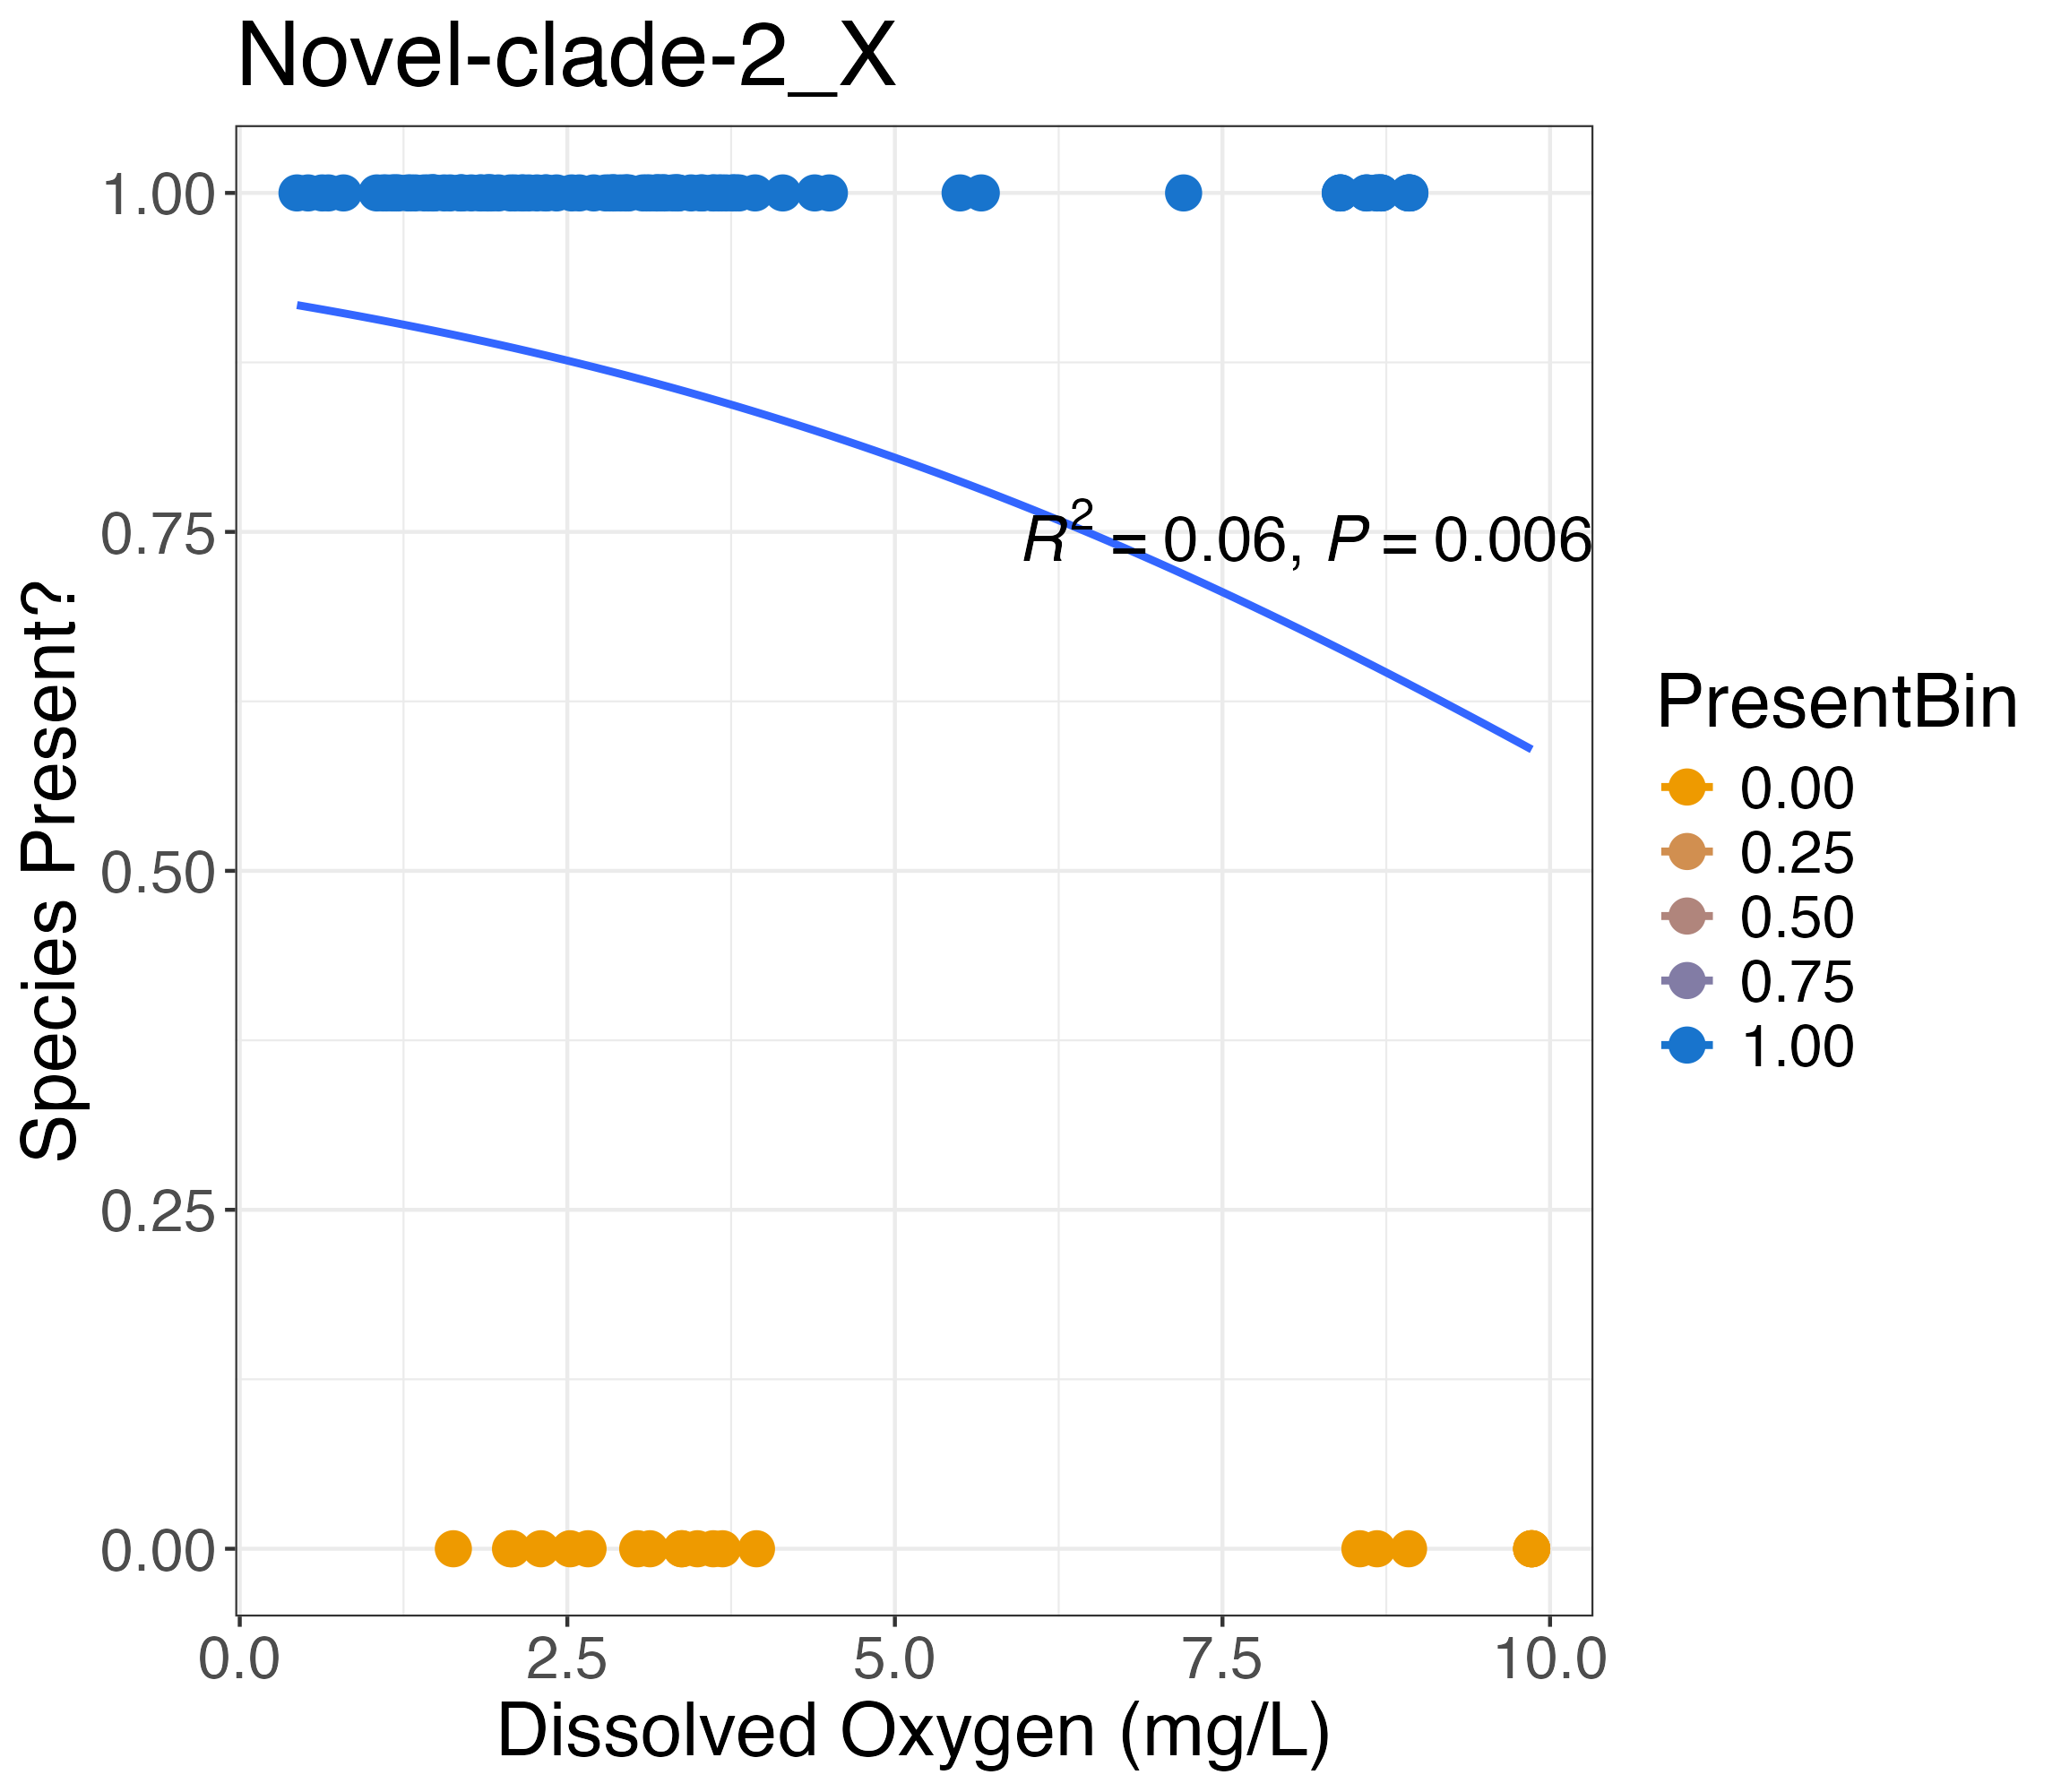 Novel-clade-2_X
1.00
0.75
0.50
0.25
0.00
Species Present?
R² = 0.06, P = 0.006
0.0 2.5 5.0 7.5 10.0
Dissolved Oxygen (mg/L)
PresentBin
0.00
0.25
0.50
0.75
1.00